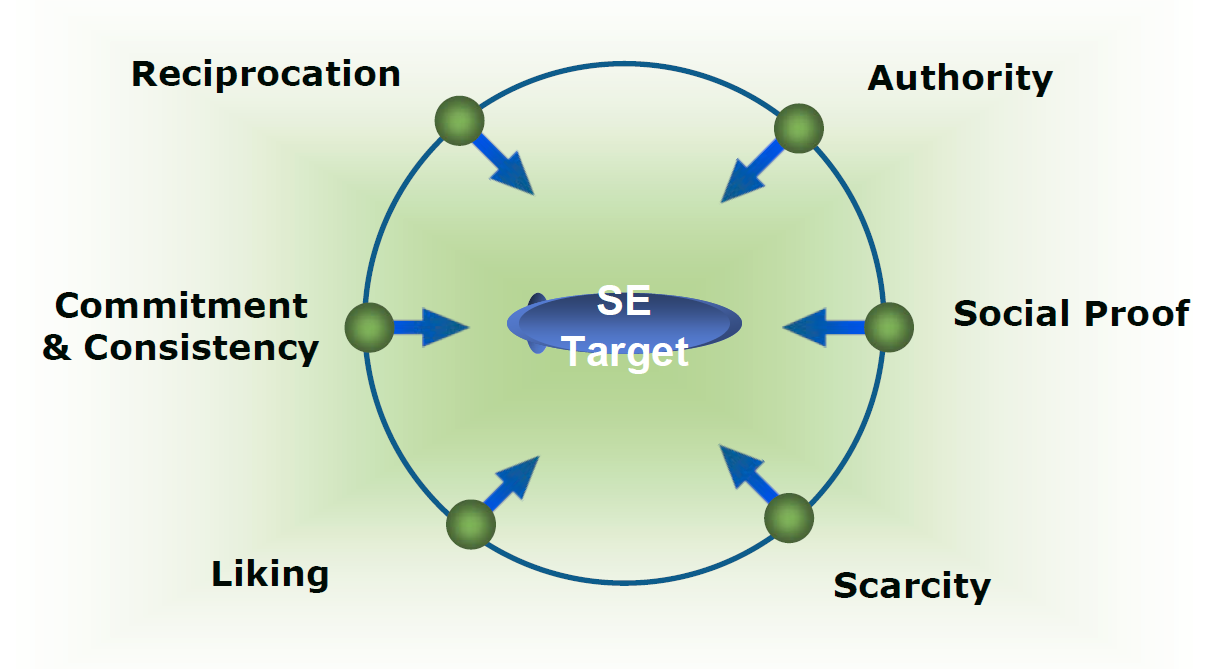 Reciprocation
Authority
Commitment
& Consistency
SE
Target
Social Proof
Liking
Scarcity